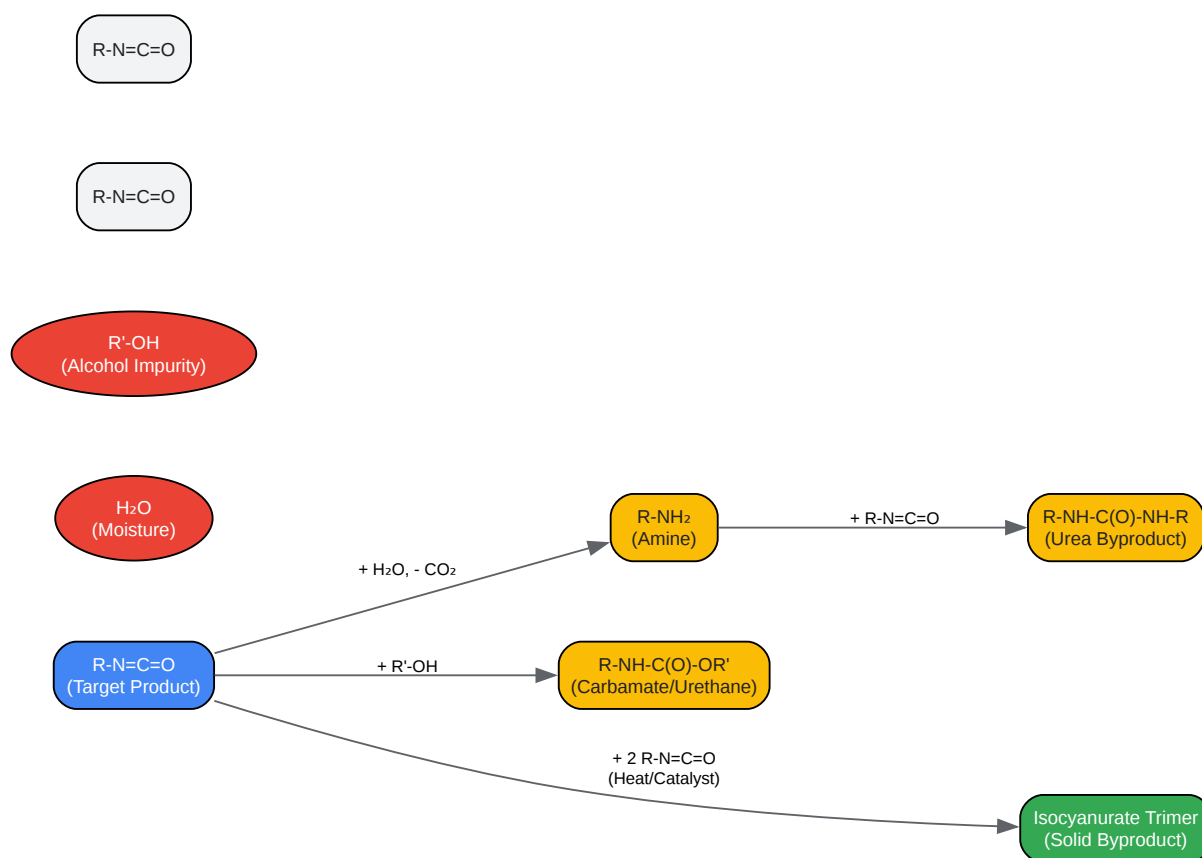 R-N=C=O
R-N=C=O
R'-OH
(Alcohol Impurity)
H₂O
(Moisture)
R-NH₂
(Amine)
+ R-N=C=O
R-NH-C(O)-NH-R
(Urea Byproduct)
+ H₂O, - CO₂
R-N=C=O
(Target Product)
+ R'-OH
R-NH-C(O)-OR'
(Carbamate/Urethane)
+ 2 R-N=C=O
(Heat/Catalyst)
Isocyanurate Trimer
(Solid Byproduct)